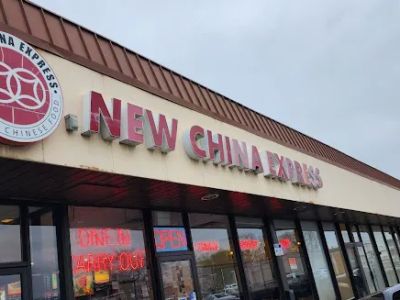 NA EXPRESS
CHINESE FOOD
NEW CHINA EXPRESS
DINE IN
CARRY OUT
OPEN